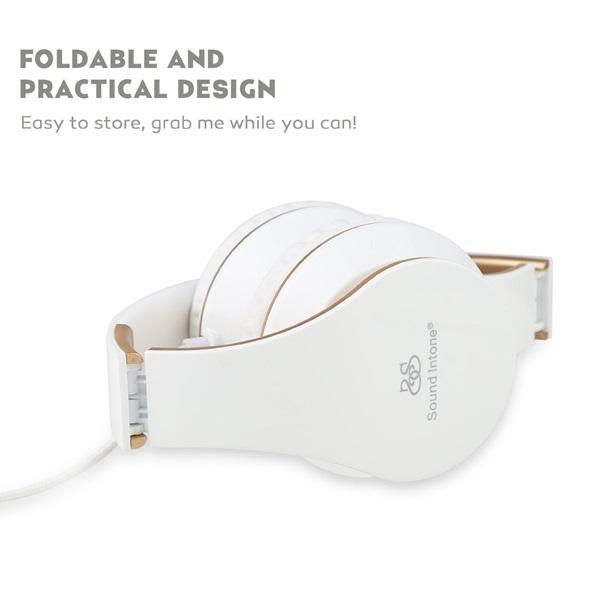 FOLDABLE AND
PRACTICAL DESIGN
Easy to store, grab me while you can!
Sound Intone®